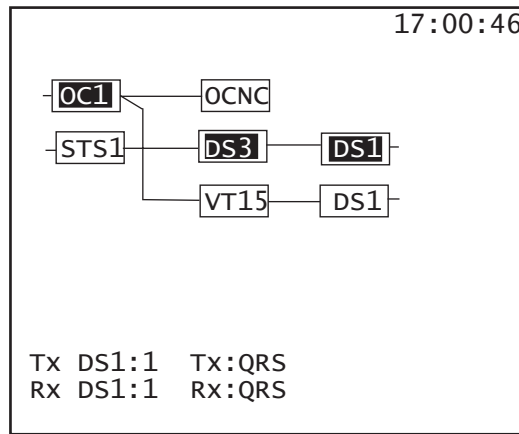 17:00:46
OC1 OCNC
STS1 DS3 DS1
VT15 DS1
Tx DS1:1 Tx:QRS
Rx DS1:1 Rx:QRS